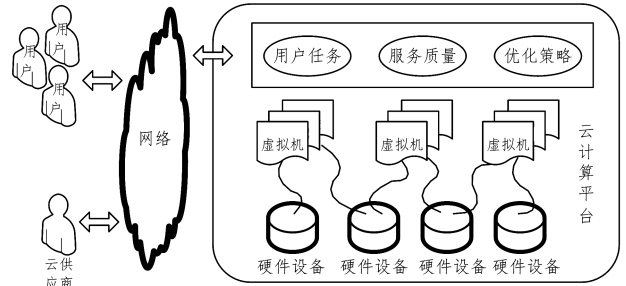 用户
用户
用户
网络
云供
应商
用户任务
服务质量
优化策略
虚拟机
虚拟机
虚拟机
云计算平台
硬件设备
硬件设备
硬件设备
硬件设备